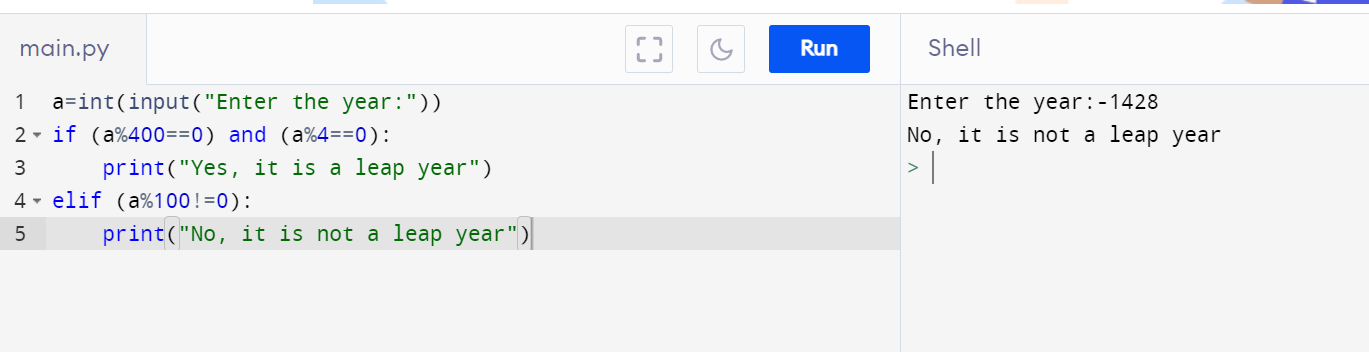 main.py
Run
Shell
1 a=int(input("Enter the year:"))
2 if (a%400==0) and (a%4==0):
3     print("Yes, it is a leap year")
4 elif (a%100!=0):
5     print("No, it is not a leap year")
Enter the year:-1428
No, it is not a leap year
>